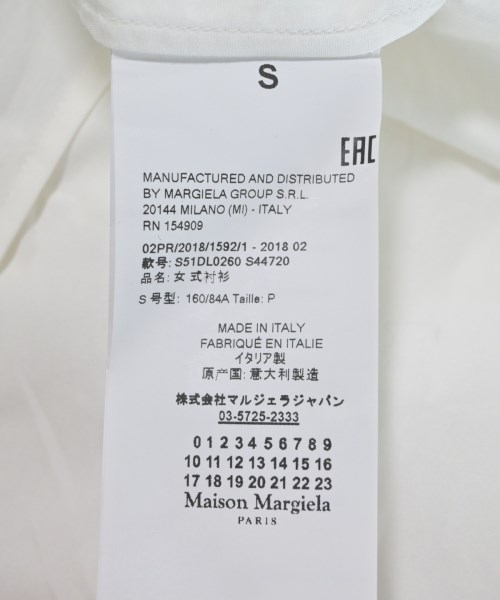 S
EAC
MANUFACTURED AND DISTRIBUTED
BY MARGIELA GROUP S.R.L.
20144 MILANO (MI) - ITALY
RN 154909
02PR/2018/1592/1 - 2018 02
款号: S51DL0260 S44720
品名: 女式衬衫
S 号型: 160/84A Taille: P
MADE IN ITALY
FABRIQUÉ EN ITALIE
イタリア製
原产国: 意大利製造
株式会社マルジェラジャパン
03-5725-2333
0 1 2 3 4 5 6 7 8 9
10 11 12 13 14 15 16
17 18 19 20 21 22 23
Maison Margiela
PARIS